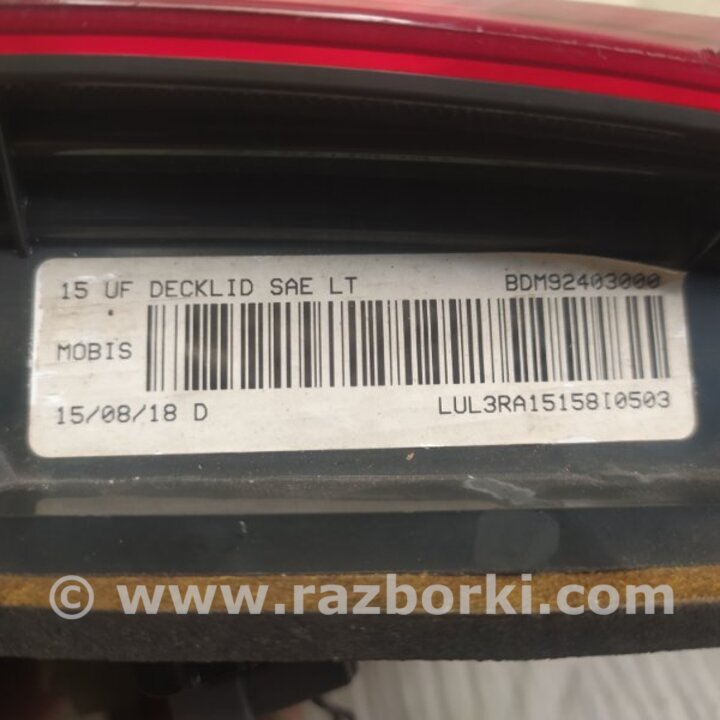 15 UF DECKLID SAE LT BDM92403000
MOBIS
15/08/18 D LUL3RA15158I0503
© www.razborki.com